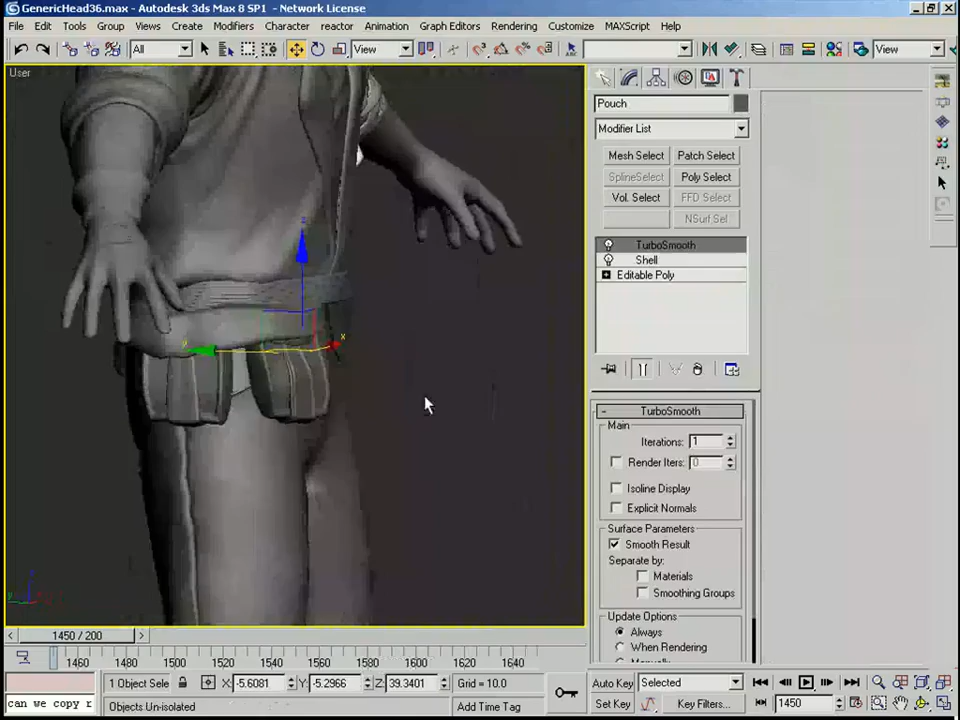 GenericHead36.max - Autodesk 3ds Max 8 SP1 - Network License
File Edit Tools Group Views Create Modifiers Character reactor Animation Graph Editors Rendering Customize MAXScript Help
All View View
User
Pouch
Modifier List
Mesh Select Patch Select
SplineSelect Poly Select
Vol. Select FFD Select
NSurf Sel
TurboSmooth
Shell
Editable Poly
z
x
y
- TurboSmooth
Main
Iterations: 1
Render Iters: 0
Isoline Display
Explicit Normals
Surface Parameters
Smooth Result
Separate by:
Materials
Smoothing Groups
Update Options
Always
When Rendering
Manually
< 1450 / 200 >
1460 1480 1500 1520 1540 1560 1580 1600 1620 1640
1 Object Sele X: -5.6081 Y: -5.2966 Z: 39.3401 Grid = 10.0 Auto Key Selected
can we copy r Objects Un-isolated Add Time Tag Set Key Key Filters... 1450